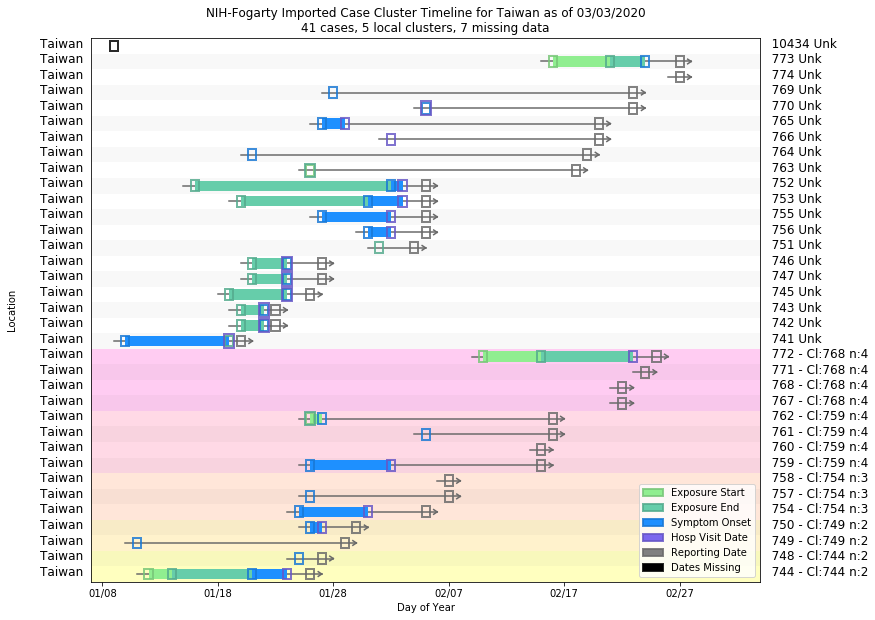 NIH-Fogarty Imported Case Cluster Timeline for Taiwan as of 03/03/2020
41 cases, 5 local clusters, 7 missing data
Taiwan 10434 Unk
Taiwan 773 Unk
Taiwan 774 Unk
Taiwan 769 Unk
Taiwan 770 Unk
Taiwan 765 Unk
Taiwan 766 Unk
Taiwan 764 Unk
Taiwan 763 Unk
Taiwan 752 Unk
Taiwan 753 Unk
Taiwan 755 Unk
Taiwan 756 Unk
Taiwan 751 Unk
Taiwan 746 Unk
Taiwan 747 Unk
Taiwan 745 Unk
Taiwan 743 Unk
Taiwan 742 Unk
Taiwan 741 Unk
Taiwan 772 - Cl:768 n:4
Taiwan 771 - Cl:768 n:4
Taiwan 768 - Cl:768 n:4
Taiwan 767 - Cl:768 n:4
Taiwan 762 - Cl:759 n:4
Taiwan 761 - Cl:759 n:4
Taiwan 760 - Cl:759 n:4
Taiwan 759 - Cl:759 n:4
Taiwan 758 - Cl:754 n:3
Taiwan 757 - Cl:754 n:3
Taiwan 754 - Cl:754 n:3
Taiwan 750 - Cl:749 n:2
Taiwan 749 - Cl:749 n:2
Taiwan 748 - Cl:744 n:2
Taiwan 744 - Cl:744 n:2
Location
Exposure Start
Exposure End
Symptom Onset
Hosp Visit Date
Reporting Date
Dates Missing
01/08 01/18 01/28 02/07 02/17 02/27
Day of Year